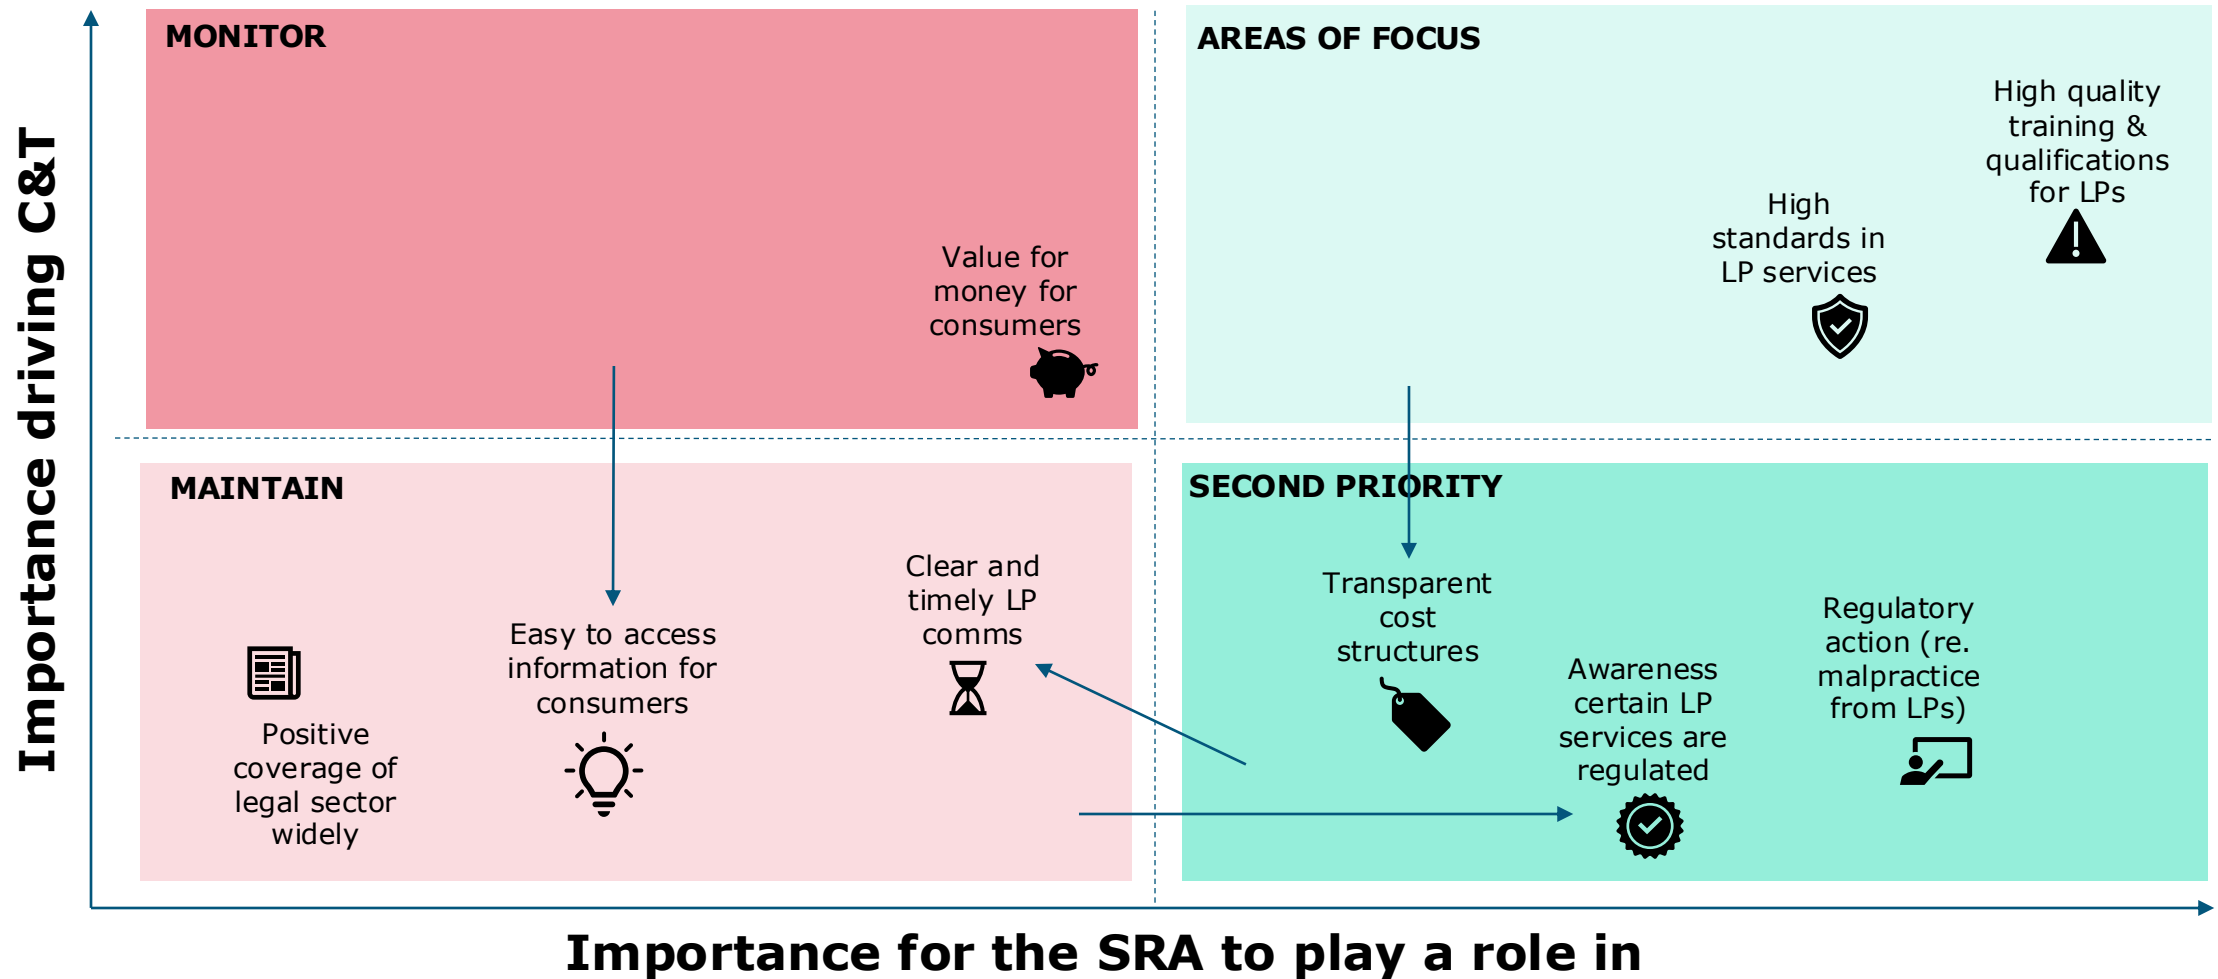 Importance driving C&T
MONITOR
Value for
money for
consumers
AREAS OF FOCUS
High quality
training &
qualifications
for LPs
High
standards in
LP services
MAINTAIN
Positive
coverage of
legal sector
widely
Easy to access
information for
consumers
Clear and
timely LP
comms
SECOND PRIORITY
Transparent
cost
structures
Awareness
certain LP
services are
regulated
Regulatory
action (re.
malpractice
from LPs)
Importance for the SRA to play a role in